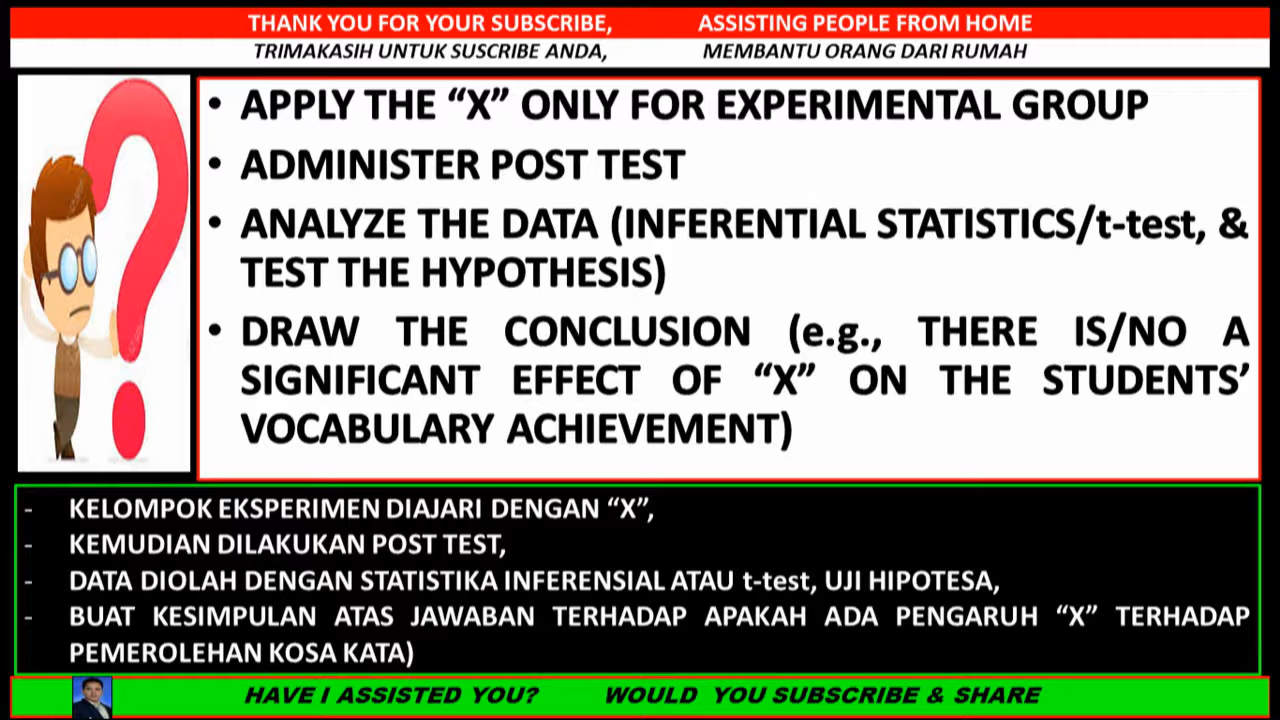 THANK YOU FOR YOUR SUBSCRIBE, ASSISTING PEOPLE FROM HOME
TRIMAKASIH UNTUK SUSCRIBE ANDA, MEMBANTU ORANG DARI RUMAH
• APPLY THE “X” ONLY FOR EXPERIMENTAL GROUP
• ADMINISTER POST TEST
• ANALYZE THE DATA (INFERENTIAL STATISTICS/t-test, &
TEST THE HYPOTHESIS)
• DRAW THE CONCLUSION (e.g., THERE IS/NO A
SIGNIFICANT EFFECT OF “X” ON THE STUDENTS’
VOCABULARY ACHIEVEMENT)
- KELOMPOK EKSPERIMEN DIAJARI DENGAN “X”,
- KEMUDIAN DILAKUKAN POST TEST,
- DATA DIOLAH DENGAN STATISTIKA INFERENSIAL ATAU t-test, UJI HIPOTESA,
- BUAT KESIMPULAN ATAS JAWABAN TERHADAP APAKAH ADA PENGARUH “X” TERHADAP
PEMEROLEHAN KOSA KATA)
HAVE I ASSISTED YOU? WOULD YOU SUBSCRIBE & SHARE